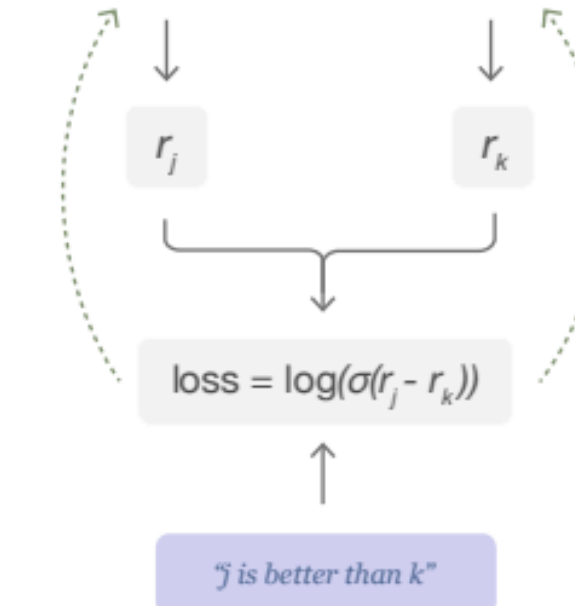 r_j r_k
loss = log(σ(r_j - r_k))
“j is better than k”